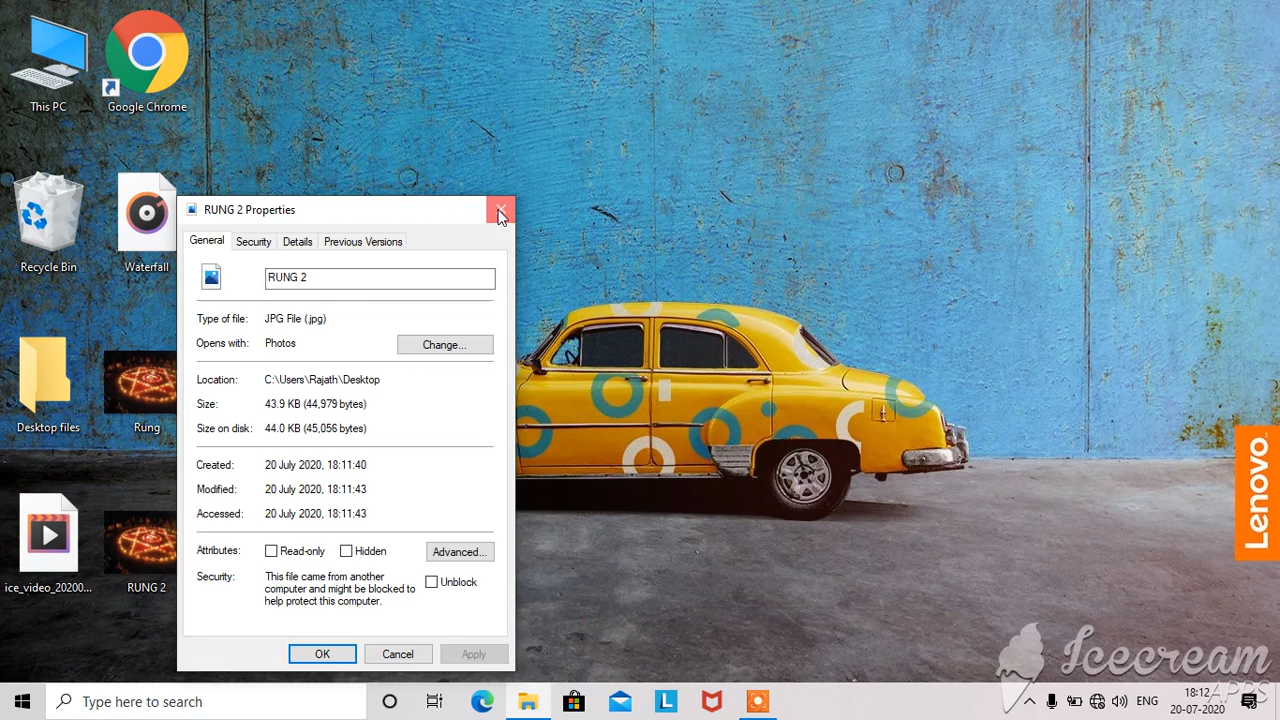 This PC
Google Chrome
Recycle Bin
Waterfall
Desktop files
Rung
ice_video_20200...
RUNG 2
RUNG 2 Properties
General
Security
Details
Previous Versions
RUNG 2
Type of file: JPG File (.jpg)
Opens with: Photos
Change...
Location: C:\Users\Rajath\Desktop
Size: 43.9 KB (44,979 bytes)
Size on disk: 44.0 KB (45,056 bytes)
Created: 20 July 2020, 18:11:40
Modified: 20 July 2020, 18:11:43
Accessed: 20 July 2020, 18:11:43
Attributes: Read-only Hidden Advanced...
Security: This file came from another
computer and might be blocked to
help protect this computer.
Unblock
OK
Cancel
Apply
Lenovo
Icecream
APPS
Type here to search
L
ENG
18:12
20-07-2020